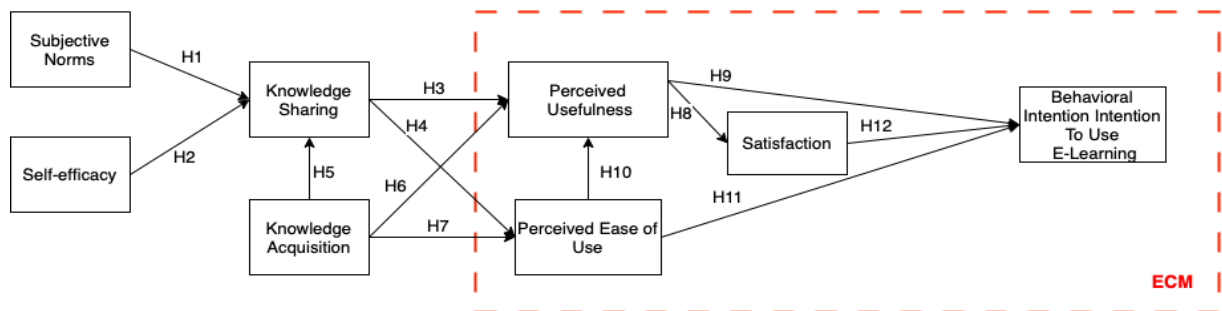 Subjective
Norms
H1
Self-efficacy
H2
Knowledge
Sharing
H3
H4
H5
H6
Knowledge
Acquisition
H7
Perceived
Usefulness
H8
H9
Satisfaction
H12
H10
Perceived Ease of
Use
H11
Behavioral
Intention Intention
To Use
E-Learning
ECM